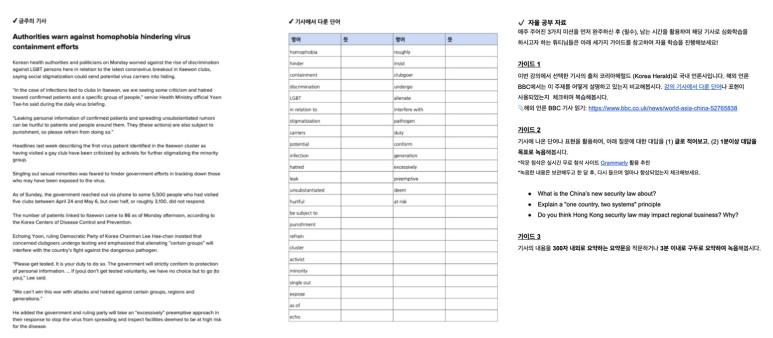 ✔ 글주의 기사
Authorities warn against homophobia hindering virus
containment efforts
Korean health authorities and politicians on Monday warned against the rise of discrimination
against LGBT persons here in relation to the latest coronavirus breakout in Itaewon clubs,
saying social stigmatization could send potential virus carriers into hiding.
"In the case of infections tied to clubs in Itaewon, we are seeing some criticism and hatred
toward confirmed patients and a specific group of people," senior Health Ministry official Yoon
Tae-ho said during the daily virus briefing.
"Leaking personal information of confirmed patients and spreading unsubstantiated rumors
can be hurtful to patients and people around them. They (these actions) are also subject to
punishment, so please refrain from doing so."
Headlines last week describing the first virus patient identified in the Itaewon cluster as
having visited a gay club have been criticized by activists for further stigmatizing the minority
group.
Singling out sexual minorities was feared to hinder government efforts in tracking down those
who may have been exposed to the virus.
As of Sunday, the government reached out via phone to some 5,500 people who had visited
five clubs between April 24 and May 6, but over half, or roughly 3,100, did not respond.
The number of patients linked to Itaewon came to 86 as of Monday afternoon, according to
the Korea Centers of Disease Control and Prevention.
Echoing Yoon, ruling Democratic Party of Korea Chairman Lee Hae-chan insisted that
concerned clubgoers undergo testing and emphasized that alienating "certain groups" will
interfere with the country's fight against the dangerous pathogen.
"Please get tested. It is your duty to do so. The government will strictly conform to protection
of personal information. ... If (you) don't get tested voluntarily, we have no choice but to go (to
you)," Lee said.
"We can't win this war with attacks and hatred against certain groups, regions and
generations."
He added the government and ruling party will take an "excessively" preemptive approach in
their response to stop the virus from spreading and inspect facilities deemed to be at high risk
for the disease.
✔ 기사에서 다룬 단어
영어 뜻 영어 뜻
homophobia roughly
hinder insist
containment clubgoer
discrimination undergo
LGBT alienate
in relation to interfere with
stigmatization pathogen
carriers duty
potential conform
infection generation
hatred excessively
leak preemptive
unsubstantiated deem
hurtful at risk
be subject to
punishment
refrain
cluster
activist
minority
single out
expose
as of
echo
✓ 자율 공부 자료
매주 주어진 3가지 미션을 먼저 완주하신 후 (필수), 남는 시간을 활용하여 해당 기사로 심화학습을
하시고자 하는 튜티님들은 아래 세가지 가이드를 참고하여 자율 학습을 진행해보세요!
가이드 1
이번 강의에서 선택한 기사의 출처 코리아헤럴드(Korea Herald)로 국내 언론사입니다. 해외 언론
BBC에서는 이 주제를 어떻게 설명하고 있는지 비교해봅시다. 강의 기사에서 다룬 단어나 표현이
사용되었는지 체크하며 복습해봅시다.
해외 언론 BBC 기사 읽기: https://www.bbc.co.uk/news/world-asia-china-52765838
가이드 2
기사에 나온 단어나 표현을 활용하여, 아래 질문에 대한 대답을 (1) 글로 적어보고, (2) 1분이상 대답을
목표로 녹음해봅시다.
*작문 첨삭은 실시간 무료 첨삭 사이트 Grammarly 활용 추천
*녹음한 내용은 보관해두고 한 달 후, 다시 들으며 얼마나 향상되었는지 체크해보세요.
• What is the China's new security law about?
• Explain a "one country, two systems" principle
• Do you think Hong Kong security law may impact regional business? Why?
가이드 3
기사의 내용을 300자 내외로 요약하는 요약문을 작문하거나 3분 이내로 구두로 요약하여 녹음해봅시다.